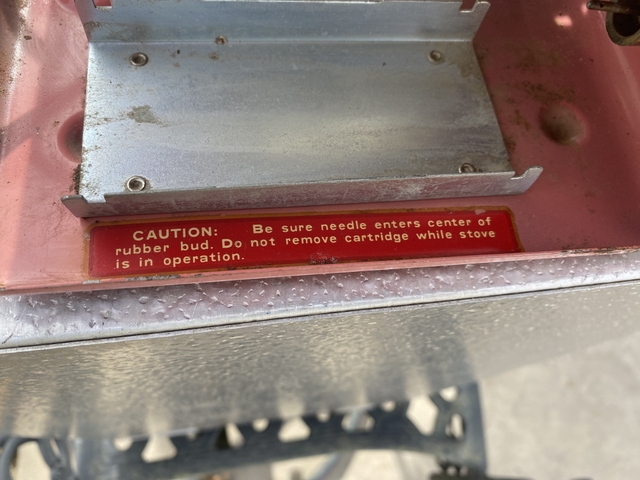 CAUTION: Be sure needle enters center of
rubber bud. Do not remove cartridge while stove
is in operation.